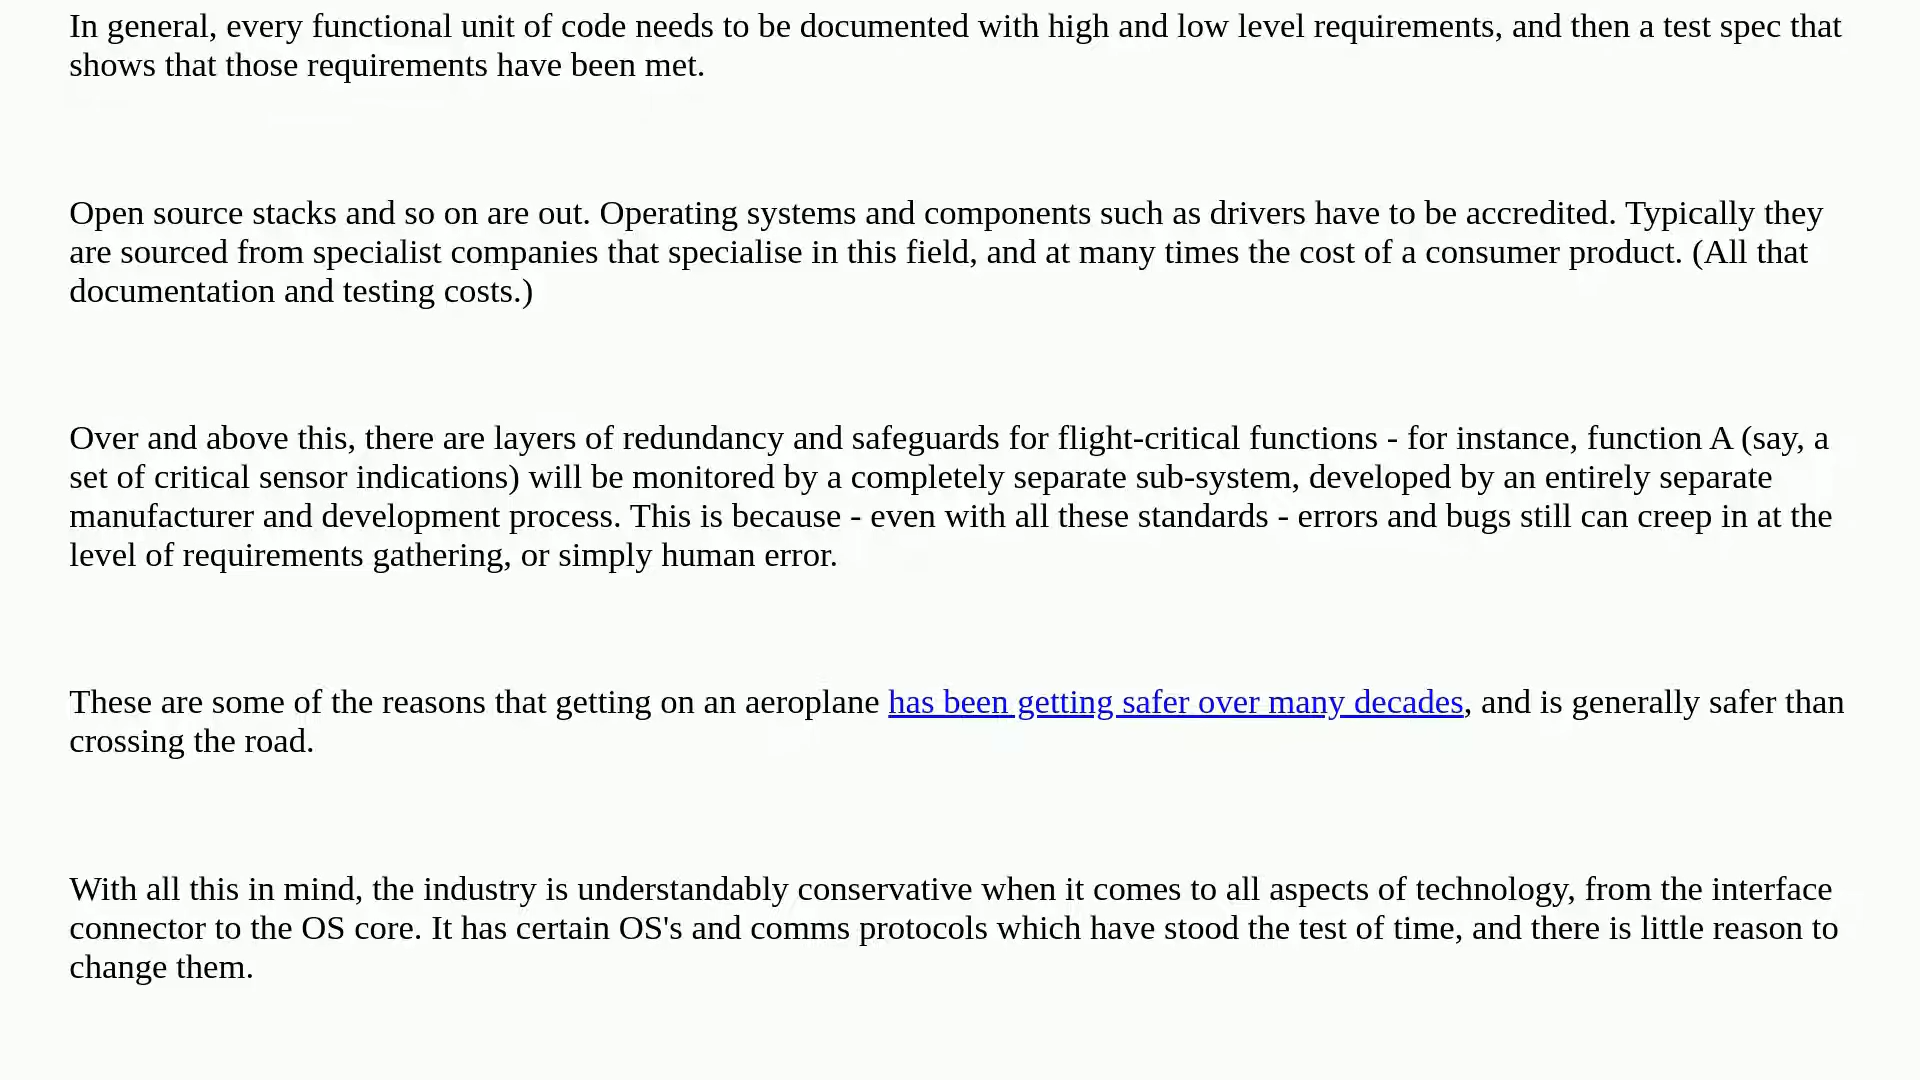 In general, every functional unit of code needs to be documented with high and low level requirements, and then a test spec that
shows that those requirements have been met.
Open source stacks and so on are out. Operating systems and components such as drivers have to be accredited. Typically they
are sourced from specialist companies that specialise in this field, and at many times the cost of a consumer product. (All that
documentation and testing costs.)
Over and above this, there are layers of redundancy and safeguards for flight-critical functions - for instance, function A (say, a
set of critical sensor indications) will be monitored by a completely separate sub-system, developed by an entirely separate
manufacturer and development process. This is because - even with all these standards - errors and bugs still can creep in at the
level of requirements gathering, or simply human error.
These are some of the reasons that getting on an aeroplane has been getting safer over many decades, and is generally safer than
crossing the road.
With all this in mind, the industry is understandably conservative when it comes to all aspects of technology, from the interface
connector to the OS core. It has certain OS's and comms protocols which have stood the test of time, and there is little reason to
change them.